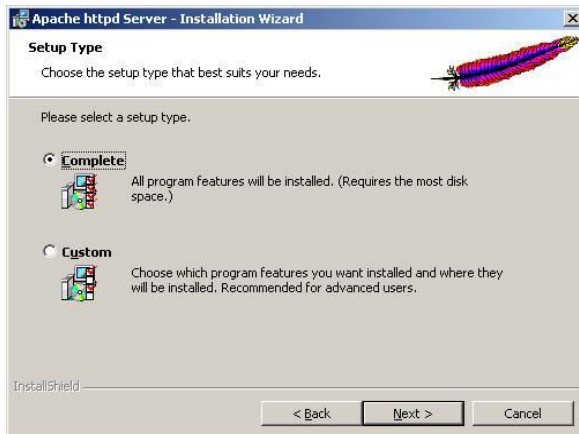 Apache httpd Server - Installation Wizard
Setup Type
Choose the setup type that best suits your needs.
Please select a setup type.
Complete
All program features will be installed. (Requires the most disk
space.)
Custom
Choose which program features you want installed and where they
will be installed. Recommended for advanced users.
InstallShield
< Back
Next >
Cancel